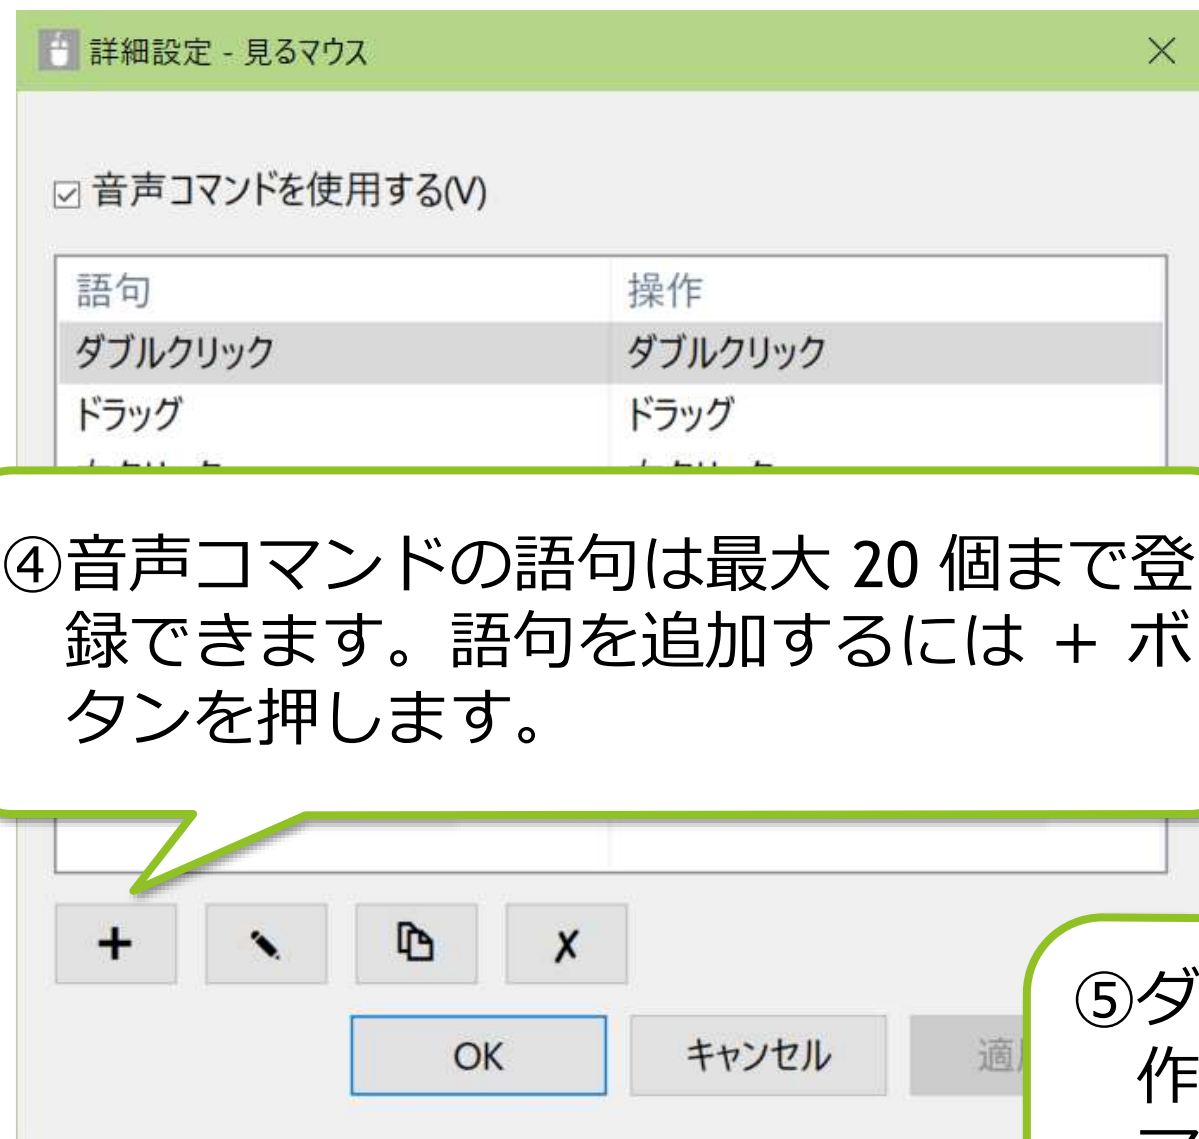 詳細設定 - 見るマウス
音声コマンドを使用する(V)
語句 操作
ダブルクリック ダブルクリック
ドラッグ ドラッグ
④音声コマンドの語句は最大 20 個まで登
録できます。語句を追加するには + ボ
タンを押します。
OK キャンセル 適
⑤ダ
作